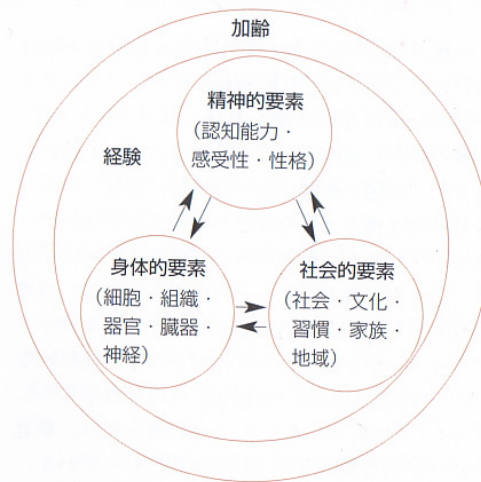 加齢
経験
精神的要素
（認知能力・
感受性・性格）
身体的要素
（細胞・組織・
器官・臓器・
神経）
社会的要素
（社会・文化・
習慣・家族・
地域）